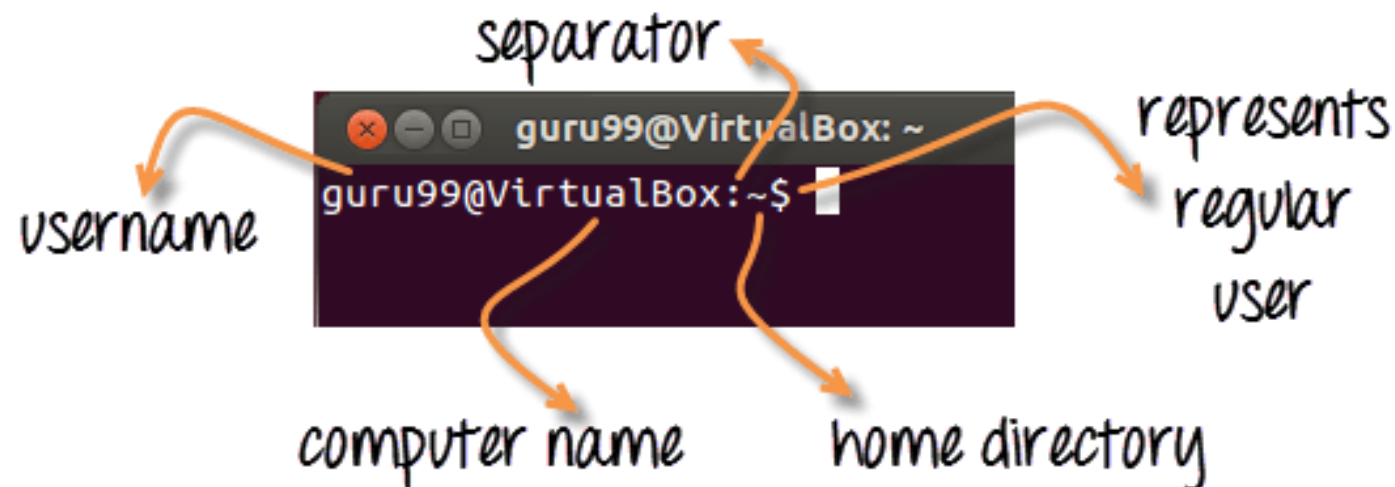 separator
guru99@VirtualBox: ~
represents
regular
user
guru99@VirtualBox:~$
username
computer name
home directory